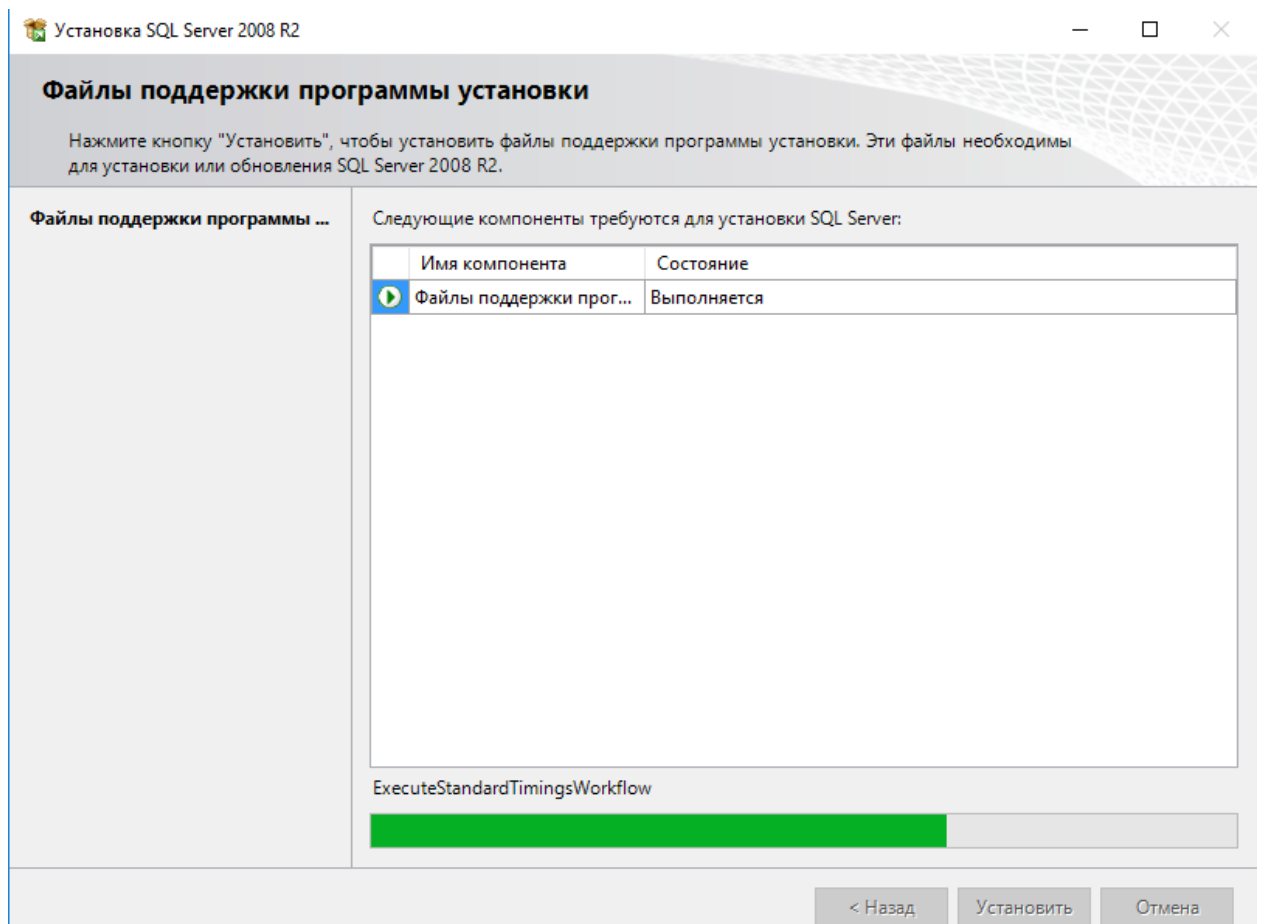 Установка SQL Server 2008 R2
Файлы поддержки программы установки
Нажмите кнопку "Установить", чтобы установить файлы поддержки программы установки. Эти файлы необходимы
для установки или обновления SQL Server 2008 R2.
Файлы поддержки программы ...
Следующие компоненты требуются для установки SQL Server:
Имя компонента Состояние
Файлы поддержки прог... Выполняется
ExecuteStandardTimingsWorkflow
< Назад Установить Отмена